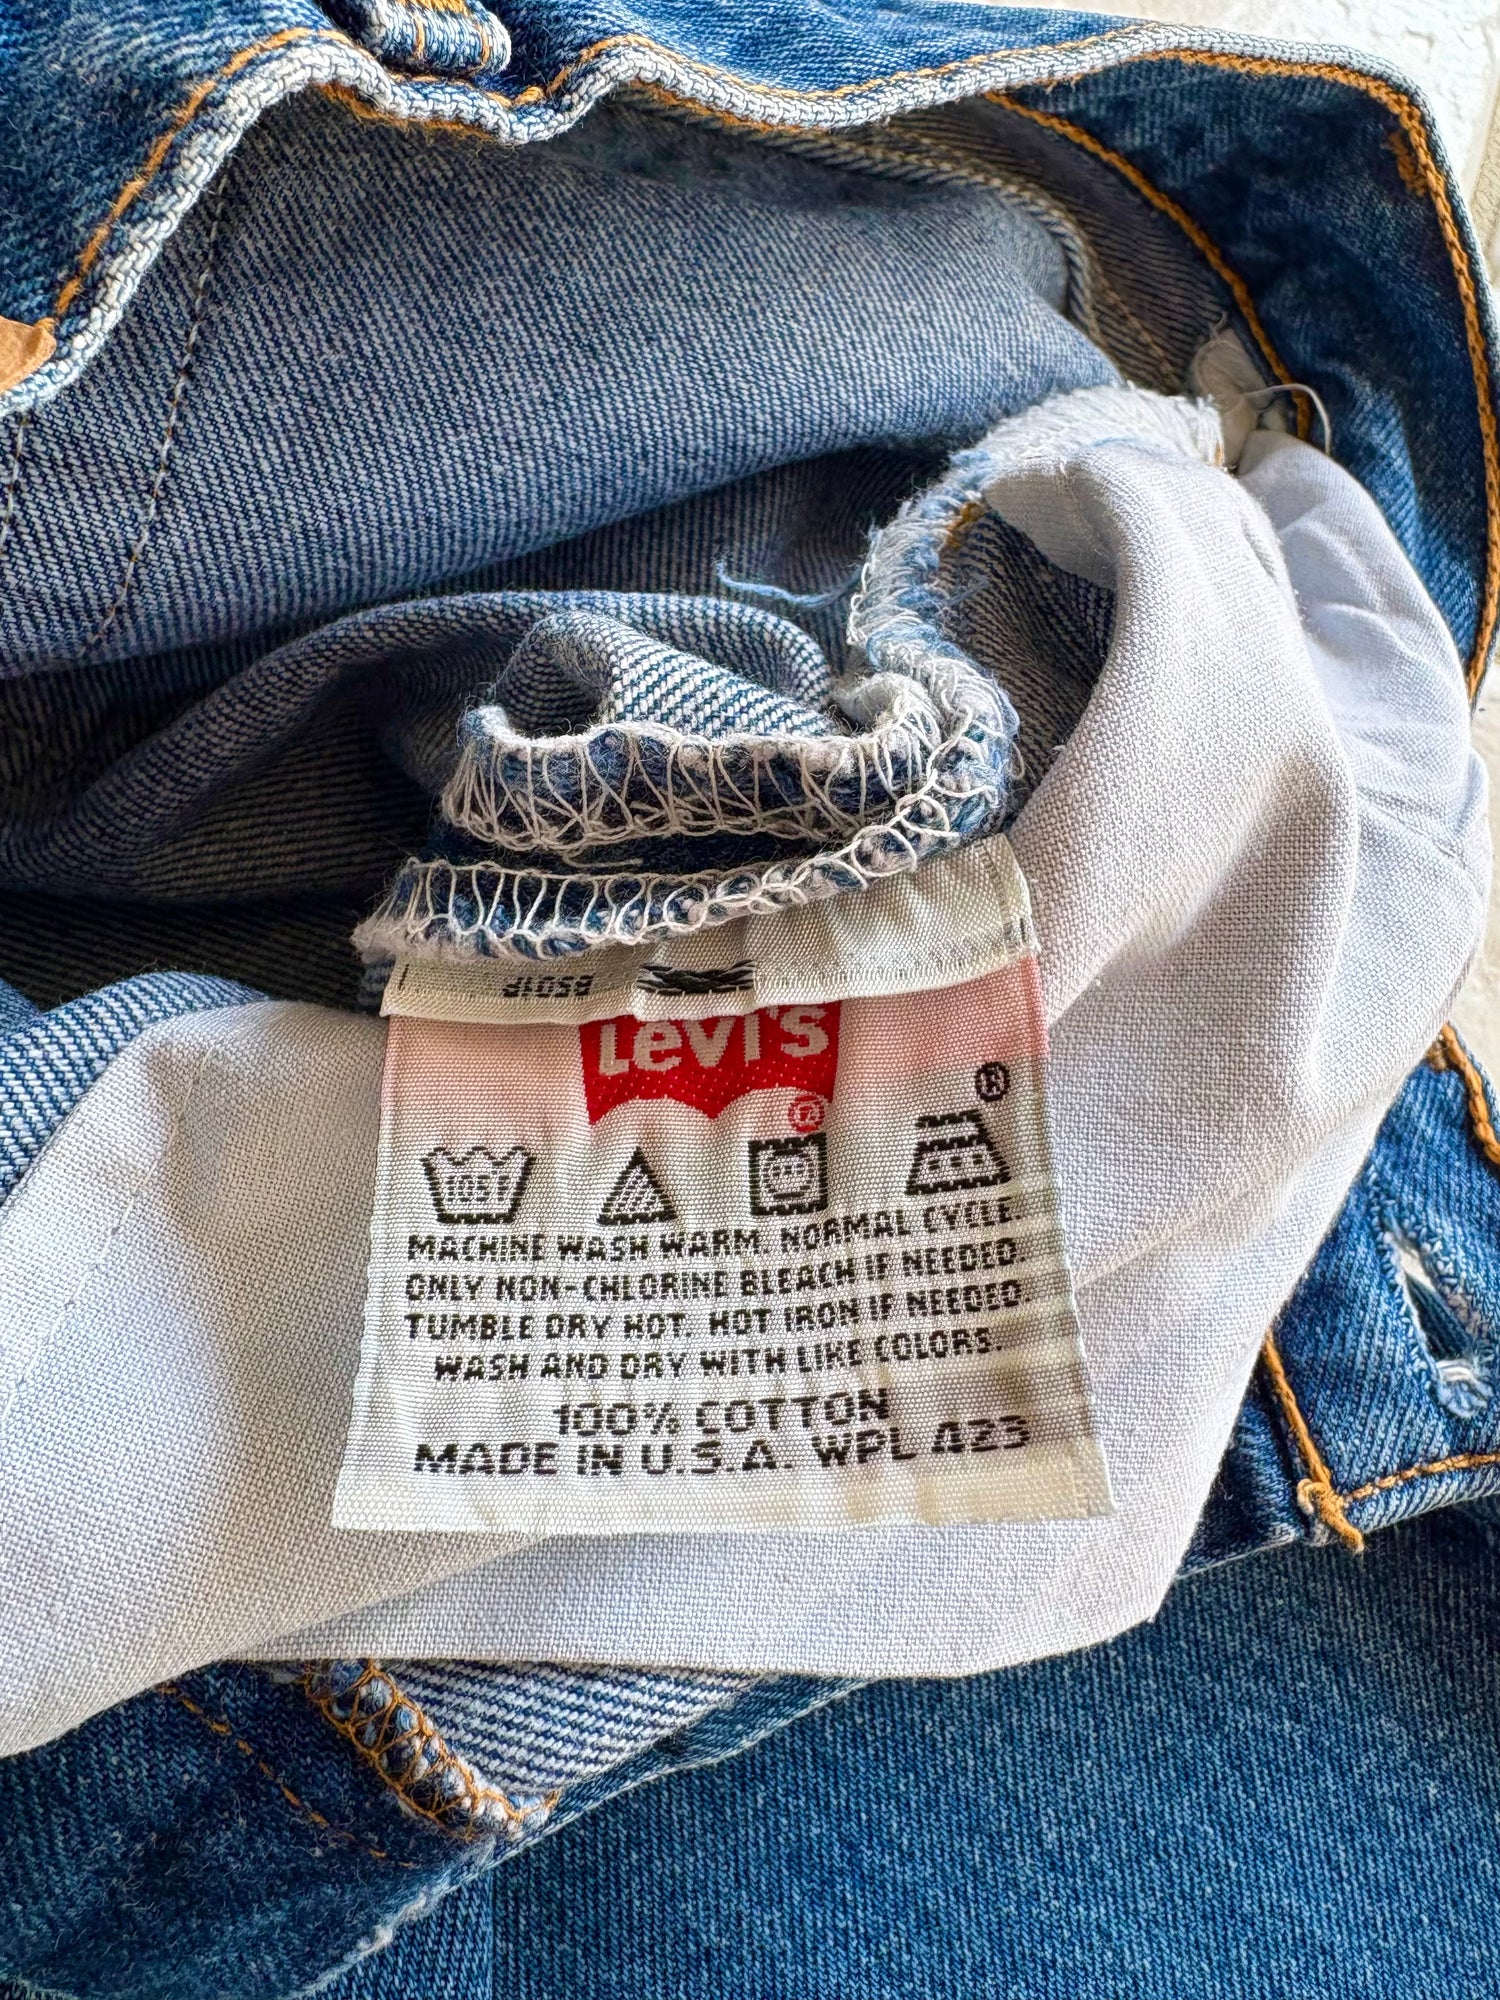 Levi's
®
®
105F
MACHINE WASH WARM. NORMAL CYCLE.
ONLY NON-CHLORINE BLEACH IF NEEDED.
TUMBLE DRY HOT. HOT IRON IF NEEDED.
WASH AND DRY WITH LIKE COLORS.
100% COTTON
MADE IN U.S.A. WPL 423